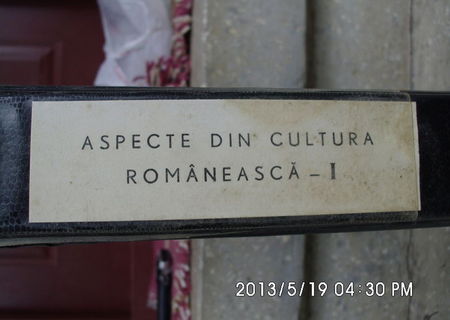 ASPECTE DIN CULTURA
ROMÂNEASCĂ – I
2013/5/19 04:30 PM